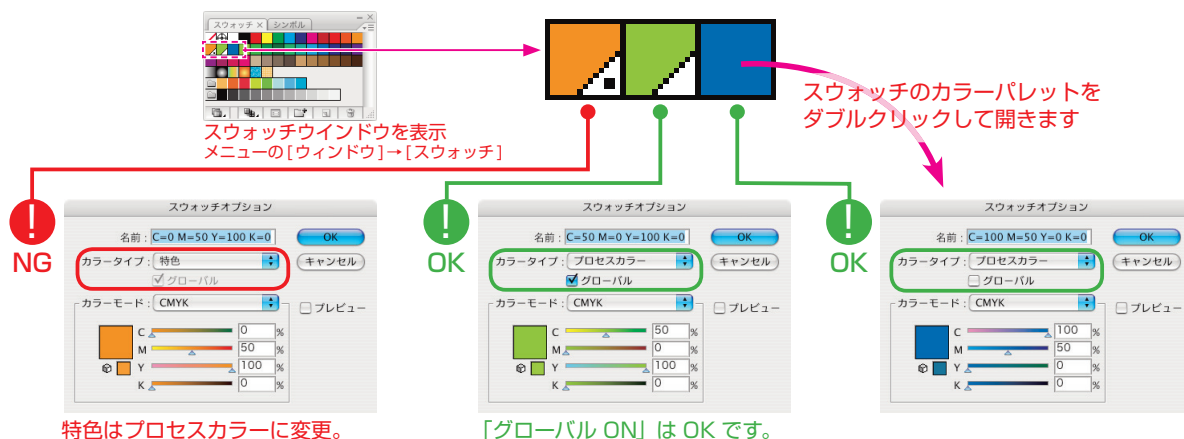 スウォッチ × シンボル
スウォッチウインドウを表示
メニューの[ウィンドウ]→[スウォッチ]
スウォッチのカラーパレットを
ダブルクリックして開きます
!
NG
スウォッチオプション
名前 : C=0 M=50 Y=100 K=0
OK
カラータイプ : 特色
キャンセル
グローバル
カラーモード : CMYK
プレビュー
C 0 %
M 50 %
Y 100 %
K 0 %
特色はプロセスカラーに変更。
!
OK
スウォッチオプション
名前 : C=50 M=0 Y=100 K=0
OK
カラータイプ : プロセスカラー
キャンセル
グローバル
カラーモード : CMYK
プレビュー
C 50 %
M 0 %
Y 100 %
K 0 %
「グローバル ON」は OK です。
!
OK
スウォッチオプション
名前 : C=100 M=50 Y=0 K=0
OK
カラータイプ : プロセスカラー
キャンセル
グローバル
カラーモード : CMYK
プレビュー
C 100 %
M 50 %
Y 0 %
K 0 %